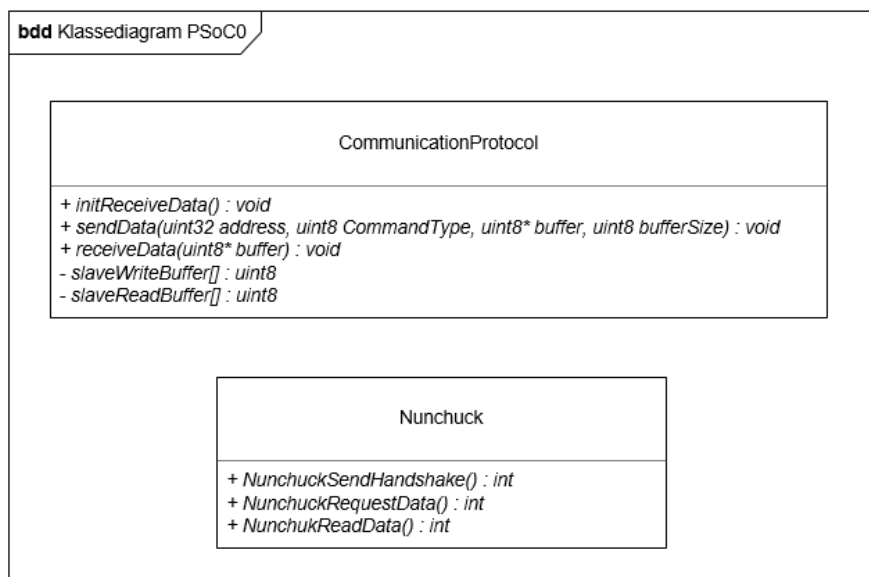 bdd Klassediagram PSoC0
CommunicationProtocol
+ initReceiveData() : void
+ sendData(uint32 address, uint8 CommandType, uint8* buffer, uint8 bufferSize) : void
+ receiveData(uint8* buffer) : void
- slaveWriteBuffer[] : uint8
- slaveReadBuffer[] : uint8
Nunchuck
+ NunchuckSendHandshake() : int
+ NunchuckRequestData() : int
+ NunchukReadData() : int